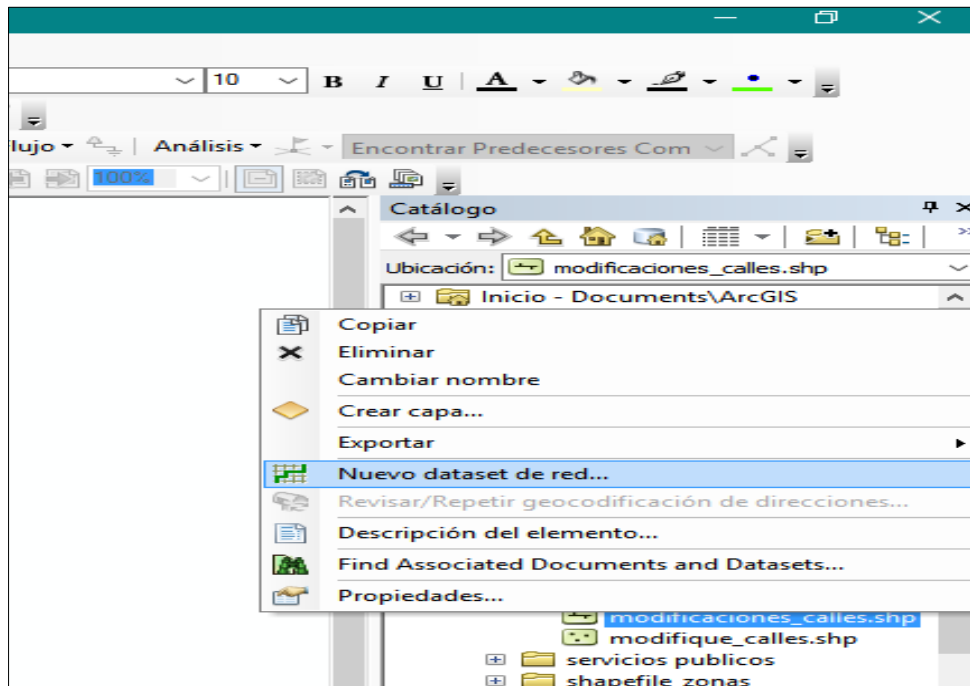 10 B I U A
lujo Análisis Encontrar Predecesores Com
100%
Catálogo
Ubicación: modificaciones_calles.shp
Inicio - Documents\ArcGIS
Copiar
Eliminar
Cambiar nombre
Crear capa...
Exportar
Nuevo dataset de red...
Revisar/Repetir geocodificación de direcciones...
Descripción del elemento...
Find Associated Documents and Datasets...
Propiedades...
modificaciones_calles.shp
modifique_calles.shp
servicios publicos
shapefile_zonas